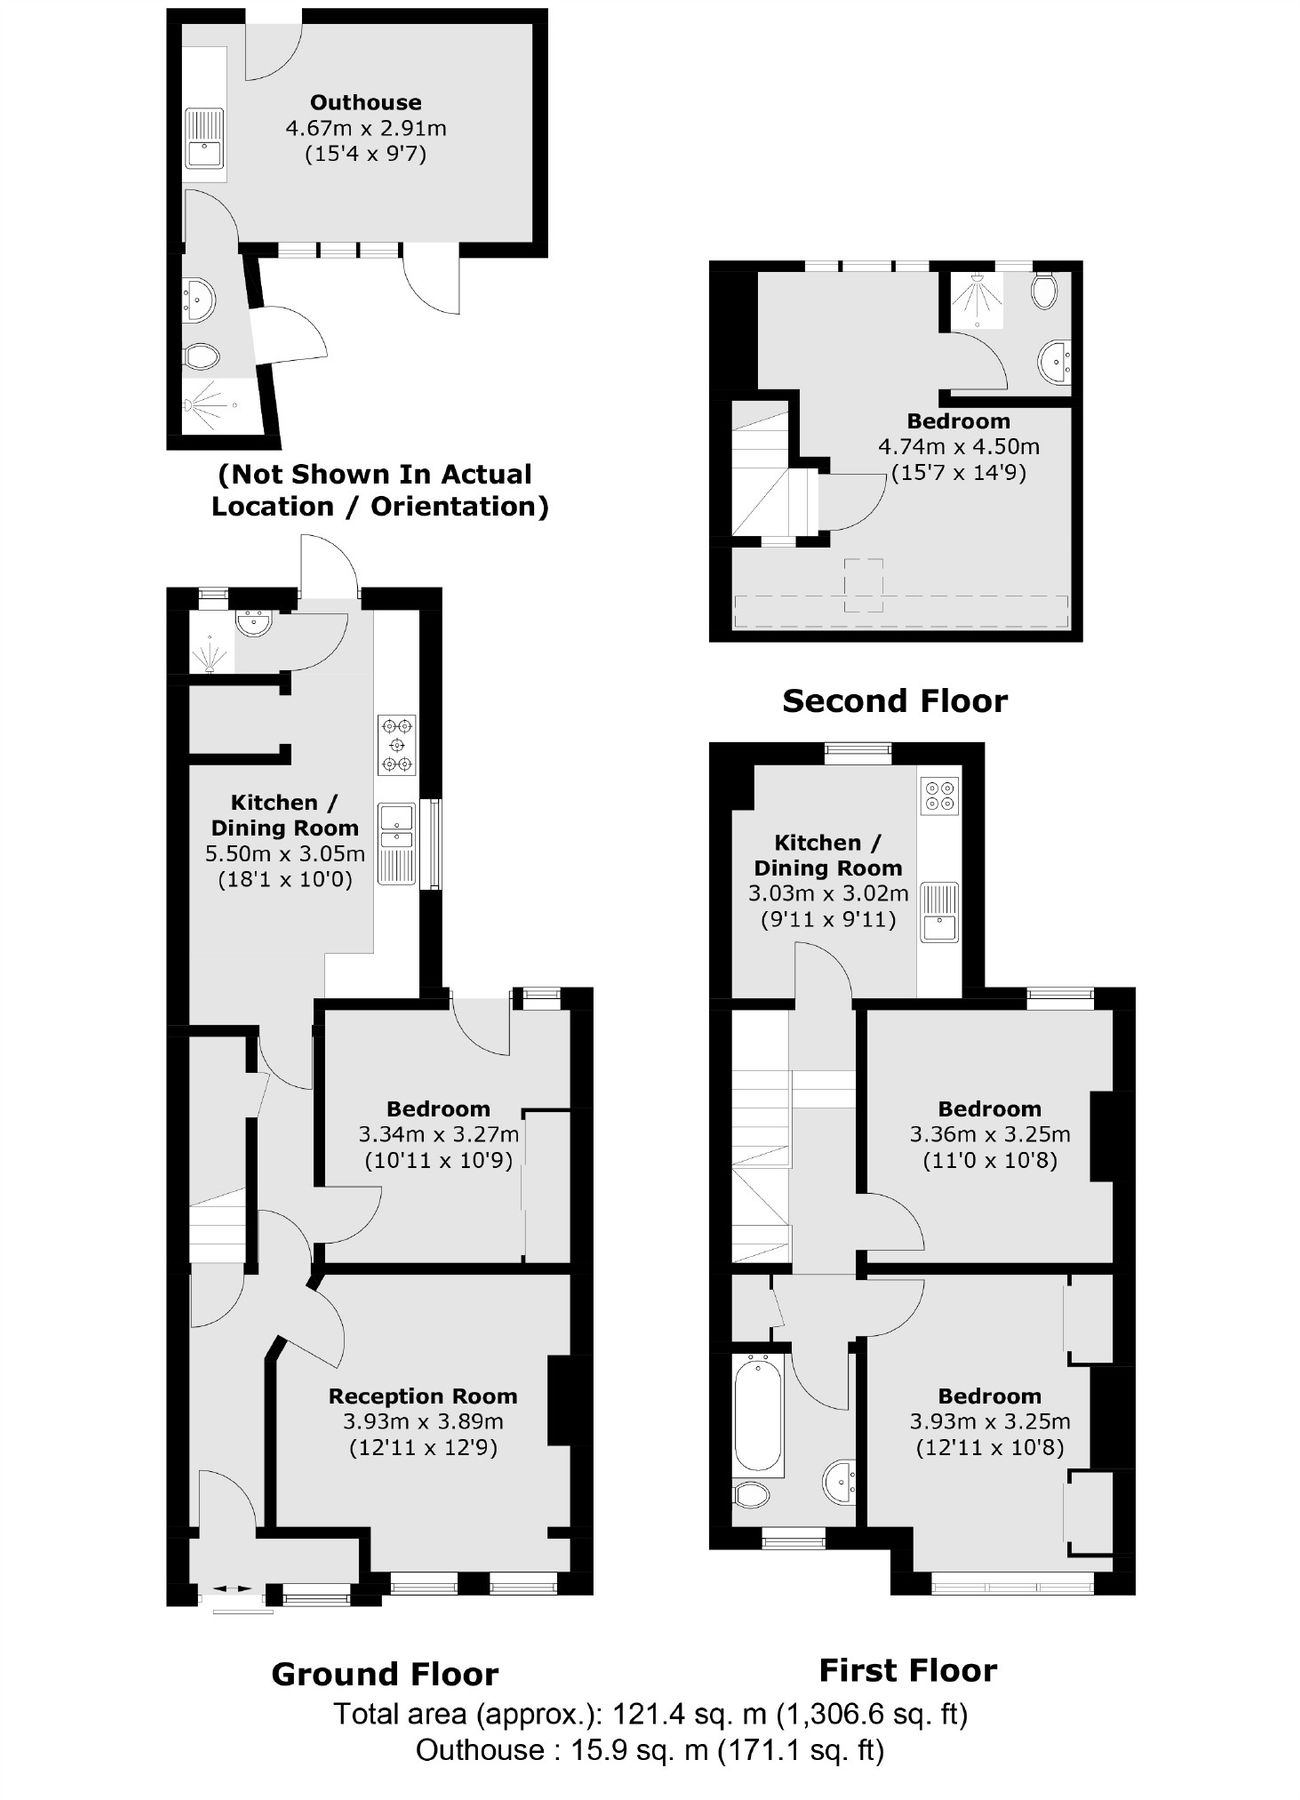 Outhouse
4.67m x 2.91m
(15'4 x 9'7)
(Not Shown In Actual
Location / Orientation)
Bedroom
4.74m x 4.50m
(15'7 x 14'9)
Second Floor
Kitchen /
Dining Room
5.50m x 3.05m
(18'1 x 10'0)
Bedroom
3.34m x 3.27m
(10'11 x 10'9)
Reception Room
3.93m x 3.89m
(12'11 x 12'9)
Ground Floor
Kitchen /
Dining Room
3.03m x 3.02m
(9'11 x 9'11)
Bedroom
3.36m x 3.25m
(11'0 x 10'8)
Bedroom
3.93m x 3.25m
(12'11 x 10'8)
First Floor
Total area (approx.): 121.4 sq. m (1,306.6 sq. ft)
Outhouse : 15.9 sq. m (171.1 sq. ft)